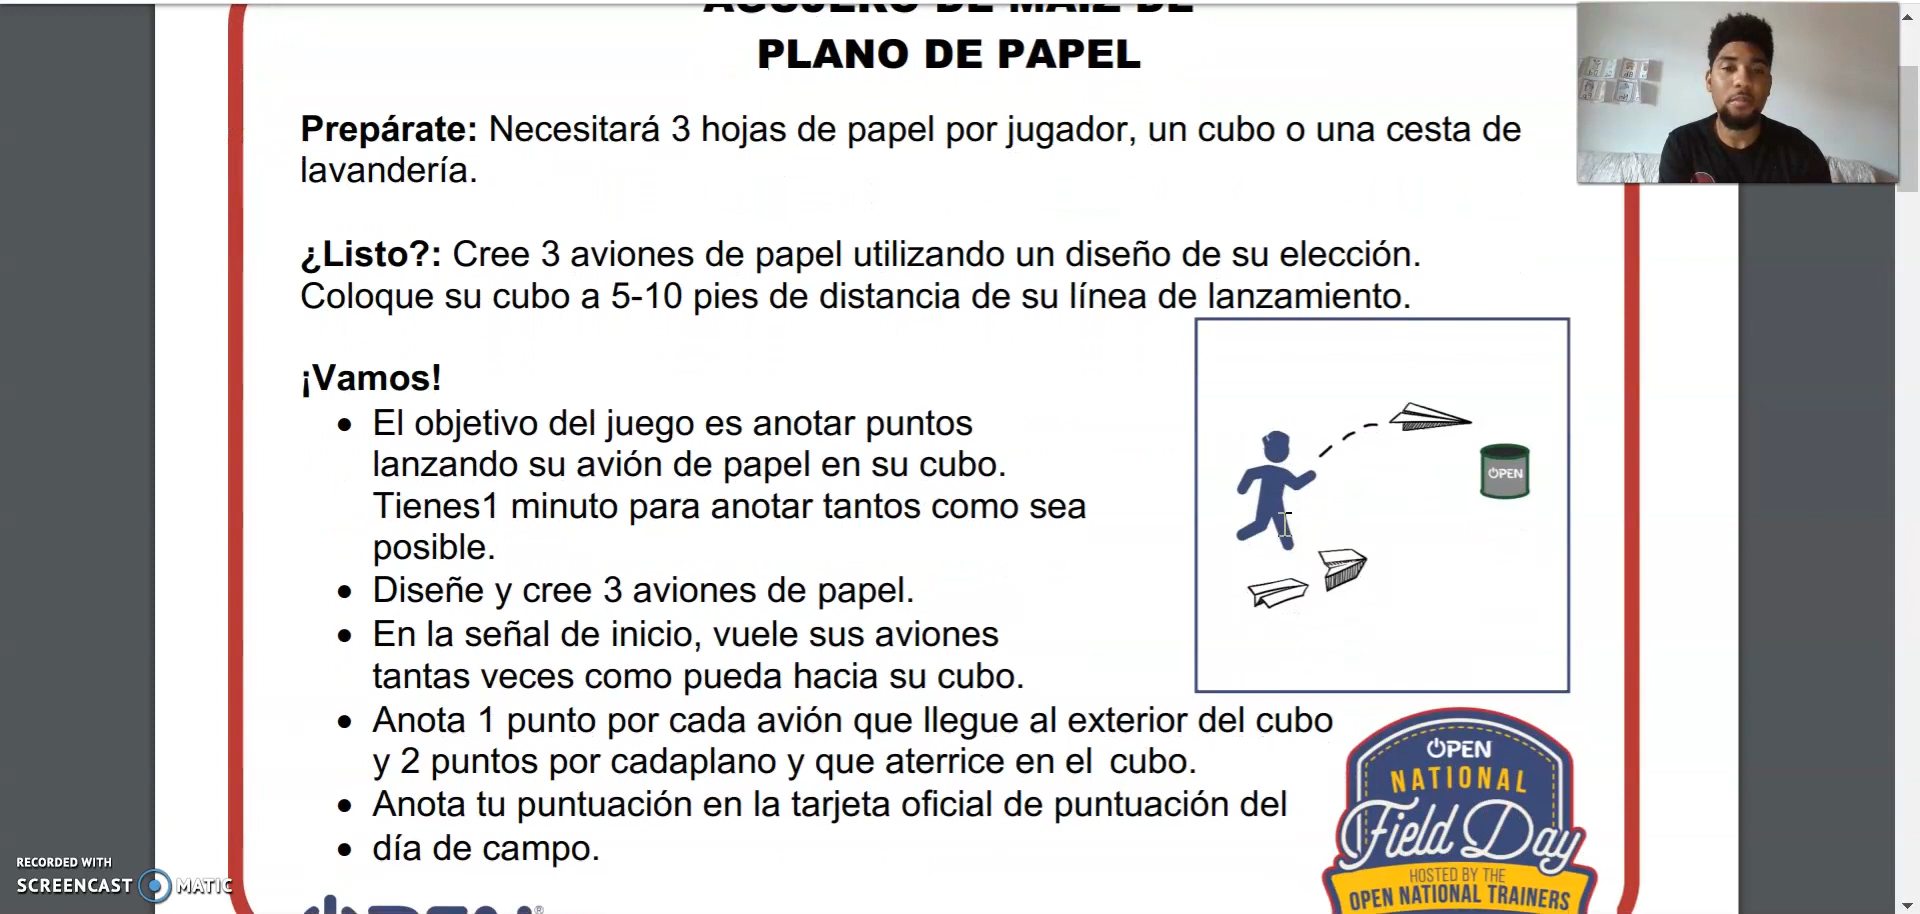 AGUJERO DE MAIZ DE
PLANO DE PAPEL
Prepárate: Necesitará 3 hojas de papel por jugador, un cubo o una cesta de
lavandería.
¿Listo?: Cree 3 aviones de papel utilizando un diseño de su elección.
Coloque su cubo a 5-10 pies de distancia de su línea de lanzamiento.
¡Vamos!
• El objetivo del juego es anotar puntos
lanzando su avión de papel en su cubo.
Tienes1 minuto para anotar tantos como sea
posible.
• Diseñe y cree 3 aviones de papel.
• En la señal de inicio, vuele sus aviones
tantas veces como pueda hacia su cubo.
• Anota 1 punto por cada avión que llegue al exterior del cubo
y 2 puntos por cadaplano y que aterrice en el cubo.
• Anota tu puntuación en la tarjeta oficial de puntuación del
• día de campo.
OPEN
OPEN
NATIONAL
Field Day
HOSTED BY THE
OPEN NATIONAL TRAINERS
RECORDED WITH
SCREENCAST MATIC
OPEN®